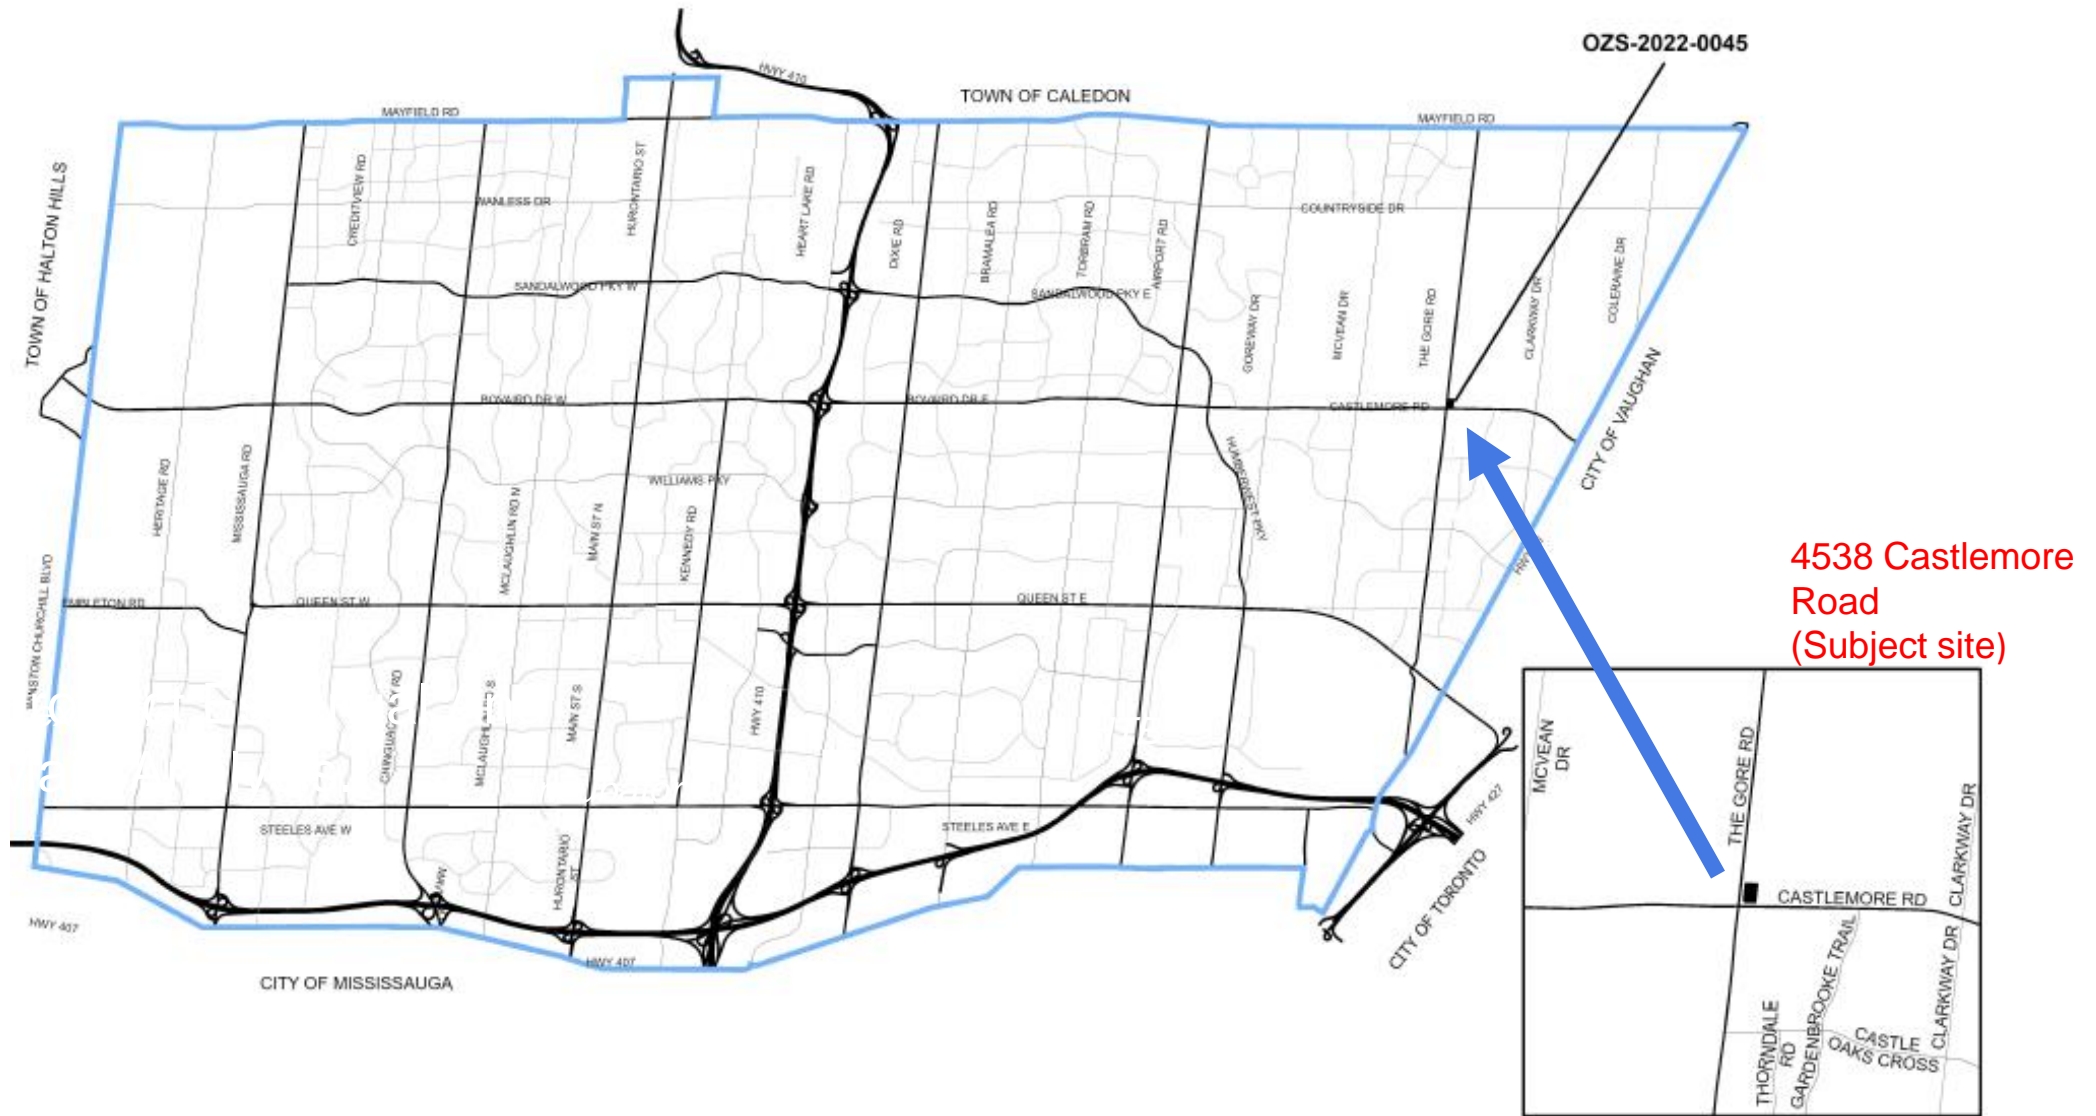 OZS-2022-0045
HWY 410
TOWN OF CALEDON
MAYFIELD RD
MAYFIELD RD
TOWN OF HALTON HILLS
CREDITVIEW RD
WANLESS DR
HURONTARIO ST
HEART LAKE RD
DIXIE RD
BRAMALEA RD
TORBRAM RD
AIRPORT RD
COUNTRYSIDE DR
SANDALWOOD PKY W
SANDALWOOD PKY E
GOREWAY DR
MCVEAN DR
THE GORE RD
CLARKWAY DR
COLERAINE DR
CITY OF VAUGHAN
BOVAIRD DR W
BOVAIRD DR E
CASTLEMORE RD
HERITAGE RD
MISSISSAUGA RD
MCLAUGHLIN RD N
MAIN ST N
WILLIAMS PKY
KENNEDY RD
HUMBERWEST PKY
QUEEN ST W
QUEEN ST E
4538 Castlemore
Road
(Subject site)
MAIN ST S
HWY 410
STEELES AVE W
STEELES AVE E
HURONTARIO
ST
HWY 427
CITY OF TORONTO
HWY 407
HWY 407
CITY OF MISSISSAUGA
MCVEAN
DR
THE GORE RD
CLARKWAY DR
CASTLEMORE RD
THORNDALE
RD
GARDENBROOKE TRAIL
CASTLE
OAKS CROSS
CLARKWAY DR